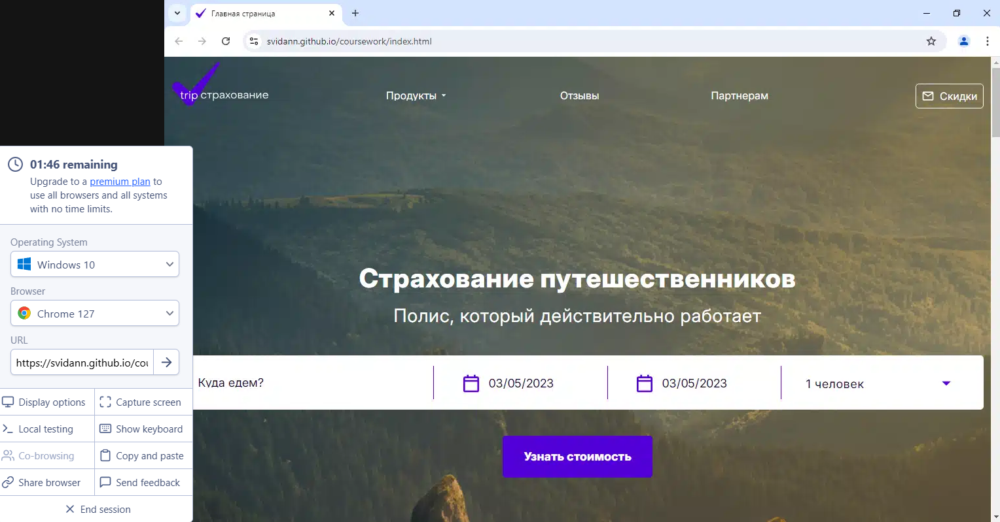 Главная страница
svidann.github.io/coursework/index.html
trip страхование
Продукты
Отзывы
Партнерам
Скидки
01:46 remaining
Upgrade to a premium plan to
use all browsers and all systems
with no time limits.
Operating System
Windows 10
Browser
Chrome 127
URL
https://svidann.github.io/cou
Display options
Capture screen
Local testing
Show keyboard
Co-browsing
Copy and paste
Share browser
Send feedback
End session
Страхование путешественников
Полис, который действительно работает
Куда едем?
03/05/2023
03/05/2023
1 человек
Узнать стоимость